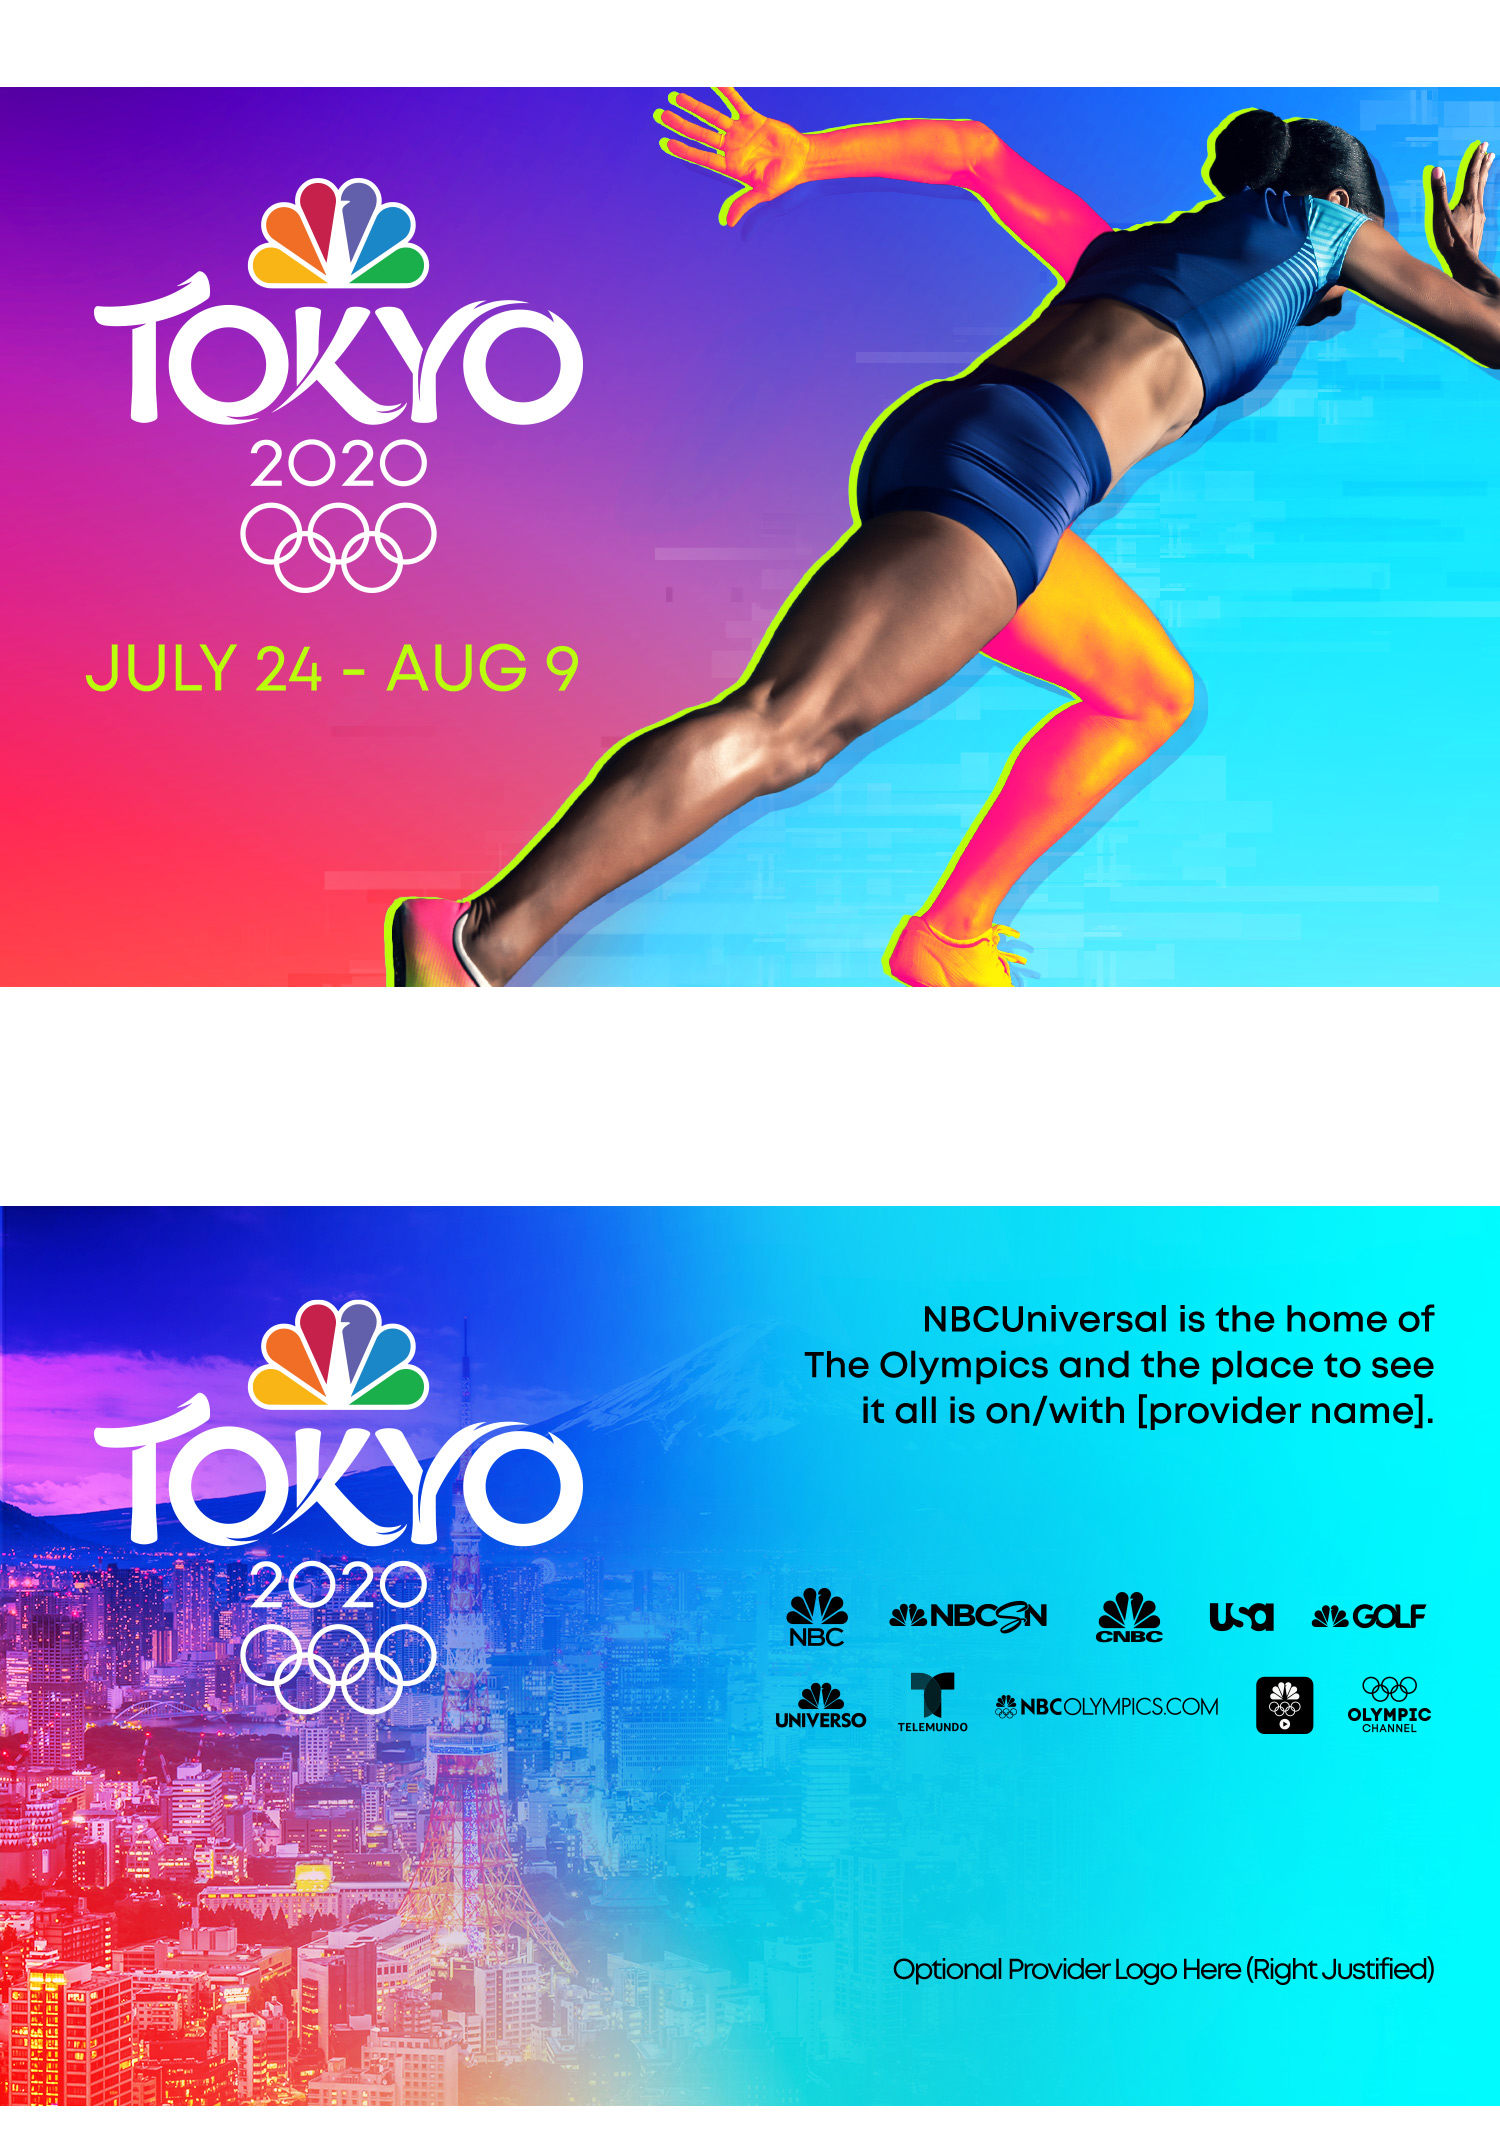 TOKYO
2020
JULY 24 - AUG 9
TOKYO
2020
NBCUniversal is the home of
The Olympics and the place to see
it all is on/with [provider name].
NBC NBCSN CNBC usa GOLF
UNIVERSO TELEMUNDO NBCOLYMPICS.COM OLYMPIC CHANNEL
Optional Provider Logo Here (Right Justified)